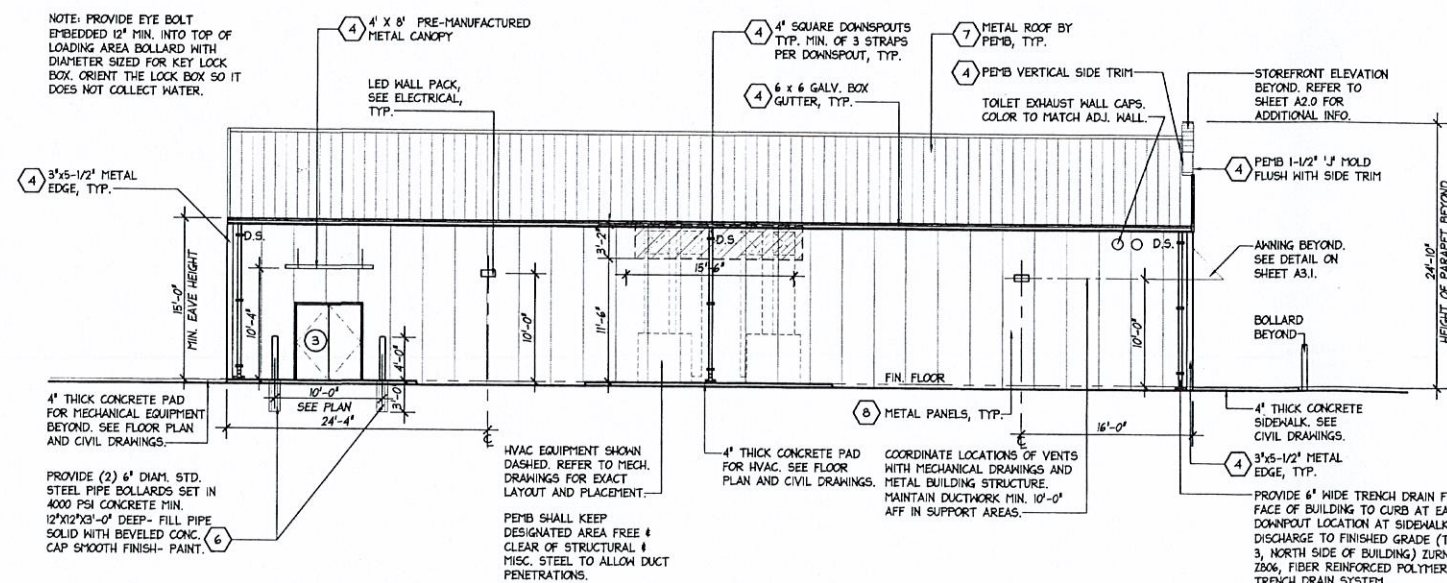 NOTE: PROVIDE EYE BOLT
EMBEDDED 12" MIN. INTO TOP OF
LOADING AREA BOLLARD WITH
DIAMETER SIZED FOR KEY LOCK
BOX. ORIENT THE LOCK BOX SO IT
DOES NOT COLLECT WATER.
4 4' X 8' PRE-MANUFACTURED
METAL CANOPY
LED WALL PACK,
SEE ELECTRICAL,
TYP.
4 4" SQUARE DOWNSPOUTS
TYP. MIN. OF 3 STRAPS
PER DOWNSPOUT, TYP.
4 6 x 6 GALV. BOX
GUTTER, TYP.
7 METAL ROOF BY
PEMB, TYP.
4 PEMB VERTICAL SIDE TRIM
TOILET EXHAUST WALL CAPS.
COLOR TO MATCH ADJ. WALL.
STOREFRONT ELEVATION
BEYOND. REFER TO
SHEET A2.0 FOR
ADDITIONAL INFO.
4 PEMB 1-1/2" 'J' MOLD
FLUSH WITH SIDE TRIM
4 3"x5-1/2" METAL
EDGE, TYP.
15'-0"
MIN. EAVE HEIGHT
D.S.
10'-4"
3
10'-0"
SEE PLAN
24'-4"
4'-0"
3'-0"
10'-0"
3'-2"
11'-6"
15'-6"
D.S.
D.S.
10'-0"
16'-0"
FIN. FLOOR
AWNING BEYOND.
SEE DETAIL ON
SHEET A3.1.
BOLLARD
BEYOND
24'-10"
HEIGHT OF PARAPET BEYOND
4" THICK CONCRETE PAD
FOR MECHANICAL EQUIPMENT
BEYOND. SEE FLOOR PLAN
AND CIVIL DRAWINGS.
PROVIDE (2) 6" DIAM. STD.
STEEL PIPE BOLLARDS SET IN
4000 PSI CONCRETE MIN.
12"X12"X3'-0" DEEP- FILL PIPE
SOLID WITH BEVELED CONC.
CAP SMOOTH FINISH- PAINT. 6
HVAC EQUIPMENT SHOWN
DASHED. REFER TO MECH.
DRAWINGS FOR EXACT
LAYOUT AND PLACEMENT.
PEMB SHALL KEEP
DESIGNATED AREA FREE &
CLEAR OF STRUCTURAL &
MISC. STEEL TO ALLOW DUCT
PENETRATIONS.
4" THICK CONCRETE PAD
FOR HVAC. SEE FLOOR
PLAN AND CIVIL DRAWINGS.
8 METAL PANELS, TYP.
COORDINATE LOCATIONS OF VENTS
WITH MECHANICAL DRAWINGS AND
METAL BUILDING STRUCTURE.
MAINTAIN DUCTWORK MIN. 10'-0"
AFF IN SUPPORT AREAS.
4" THICK CONCRETE
SIDEWALK. SEE
CIVIL DRAWINGS.
4 3"x5-1/2" METAL
EDGE, TYP.
PROVIDE 6" WIDE TRENCH DRAIN
FACE OF BUILDING TO CURB AT
DOWNPOUT LOCATION AT SIDEWALK
DISCHARGE TO FINISHED GRADE
3, NORTH SIDE OF BUILDING) ZURN
Z806, FIBER REINFORCED POLYMER
TRENCH DRAIN SYSTEM